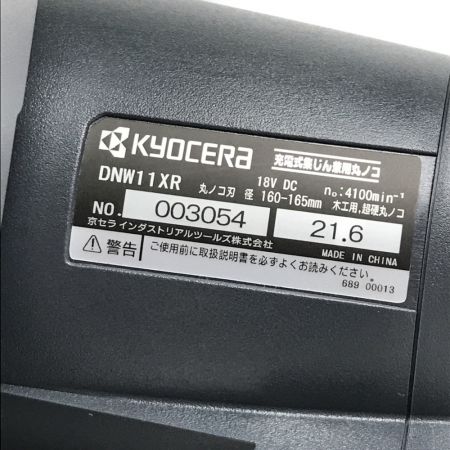 KYOCERA 充電式集じん兼用丸ノコ
DNW11XR 18V DC n₀:4100min⁻¹
丸ノコ刃 径 160-165mm 木工用,超硬丸ノコ
NO. 003054 21.6
京セラ インダストリアルツールズ株式会社 MADE IN CHINA
警告 ご使用前に取扱説明書を必ずよくお読みください。
689 00013